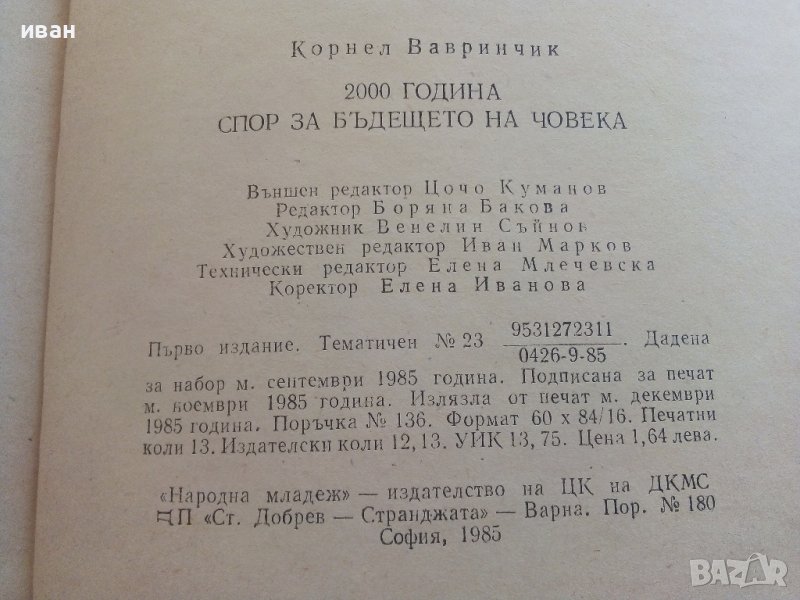 иван
Корнел Вавринчик
2000 ГОДИНА
СПОР ЗА БЪДЕЩЕТО НА ЧОВЕКА
Външен редактор Цочо Куманов
Редактор Боряна Бакова
Художник Венелин Съйнов
Художествен редактор Иван Марков
Технически редактор Елена Млечевска
Коректор Елена Иванова
Първо издание. Тематичен № 23 9531272311/0426-9-85. Дадена
за набор м. септември 1985 година. Подписана за печат
м. ноември 1985 година. Излязла от печат м. декември
1985 година. Поръчка № 136. Формат 60 x 84/16. Печатни
коли 13. Издателски коли 12,13. УИК 13,75. Цена 1,64 лева.
«Народна младеж» — издателство на ЦК на ДКМС
ДП «Ст. Добрев — Странджата» — Варна. Пор. № 180
София, 1985
BAZAR